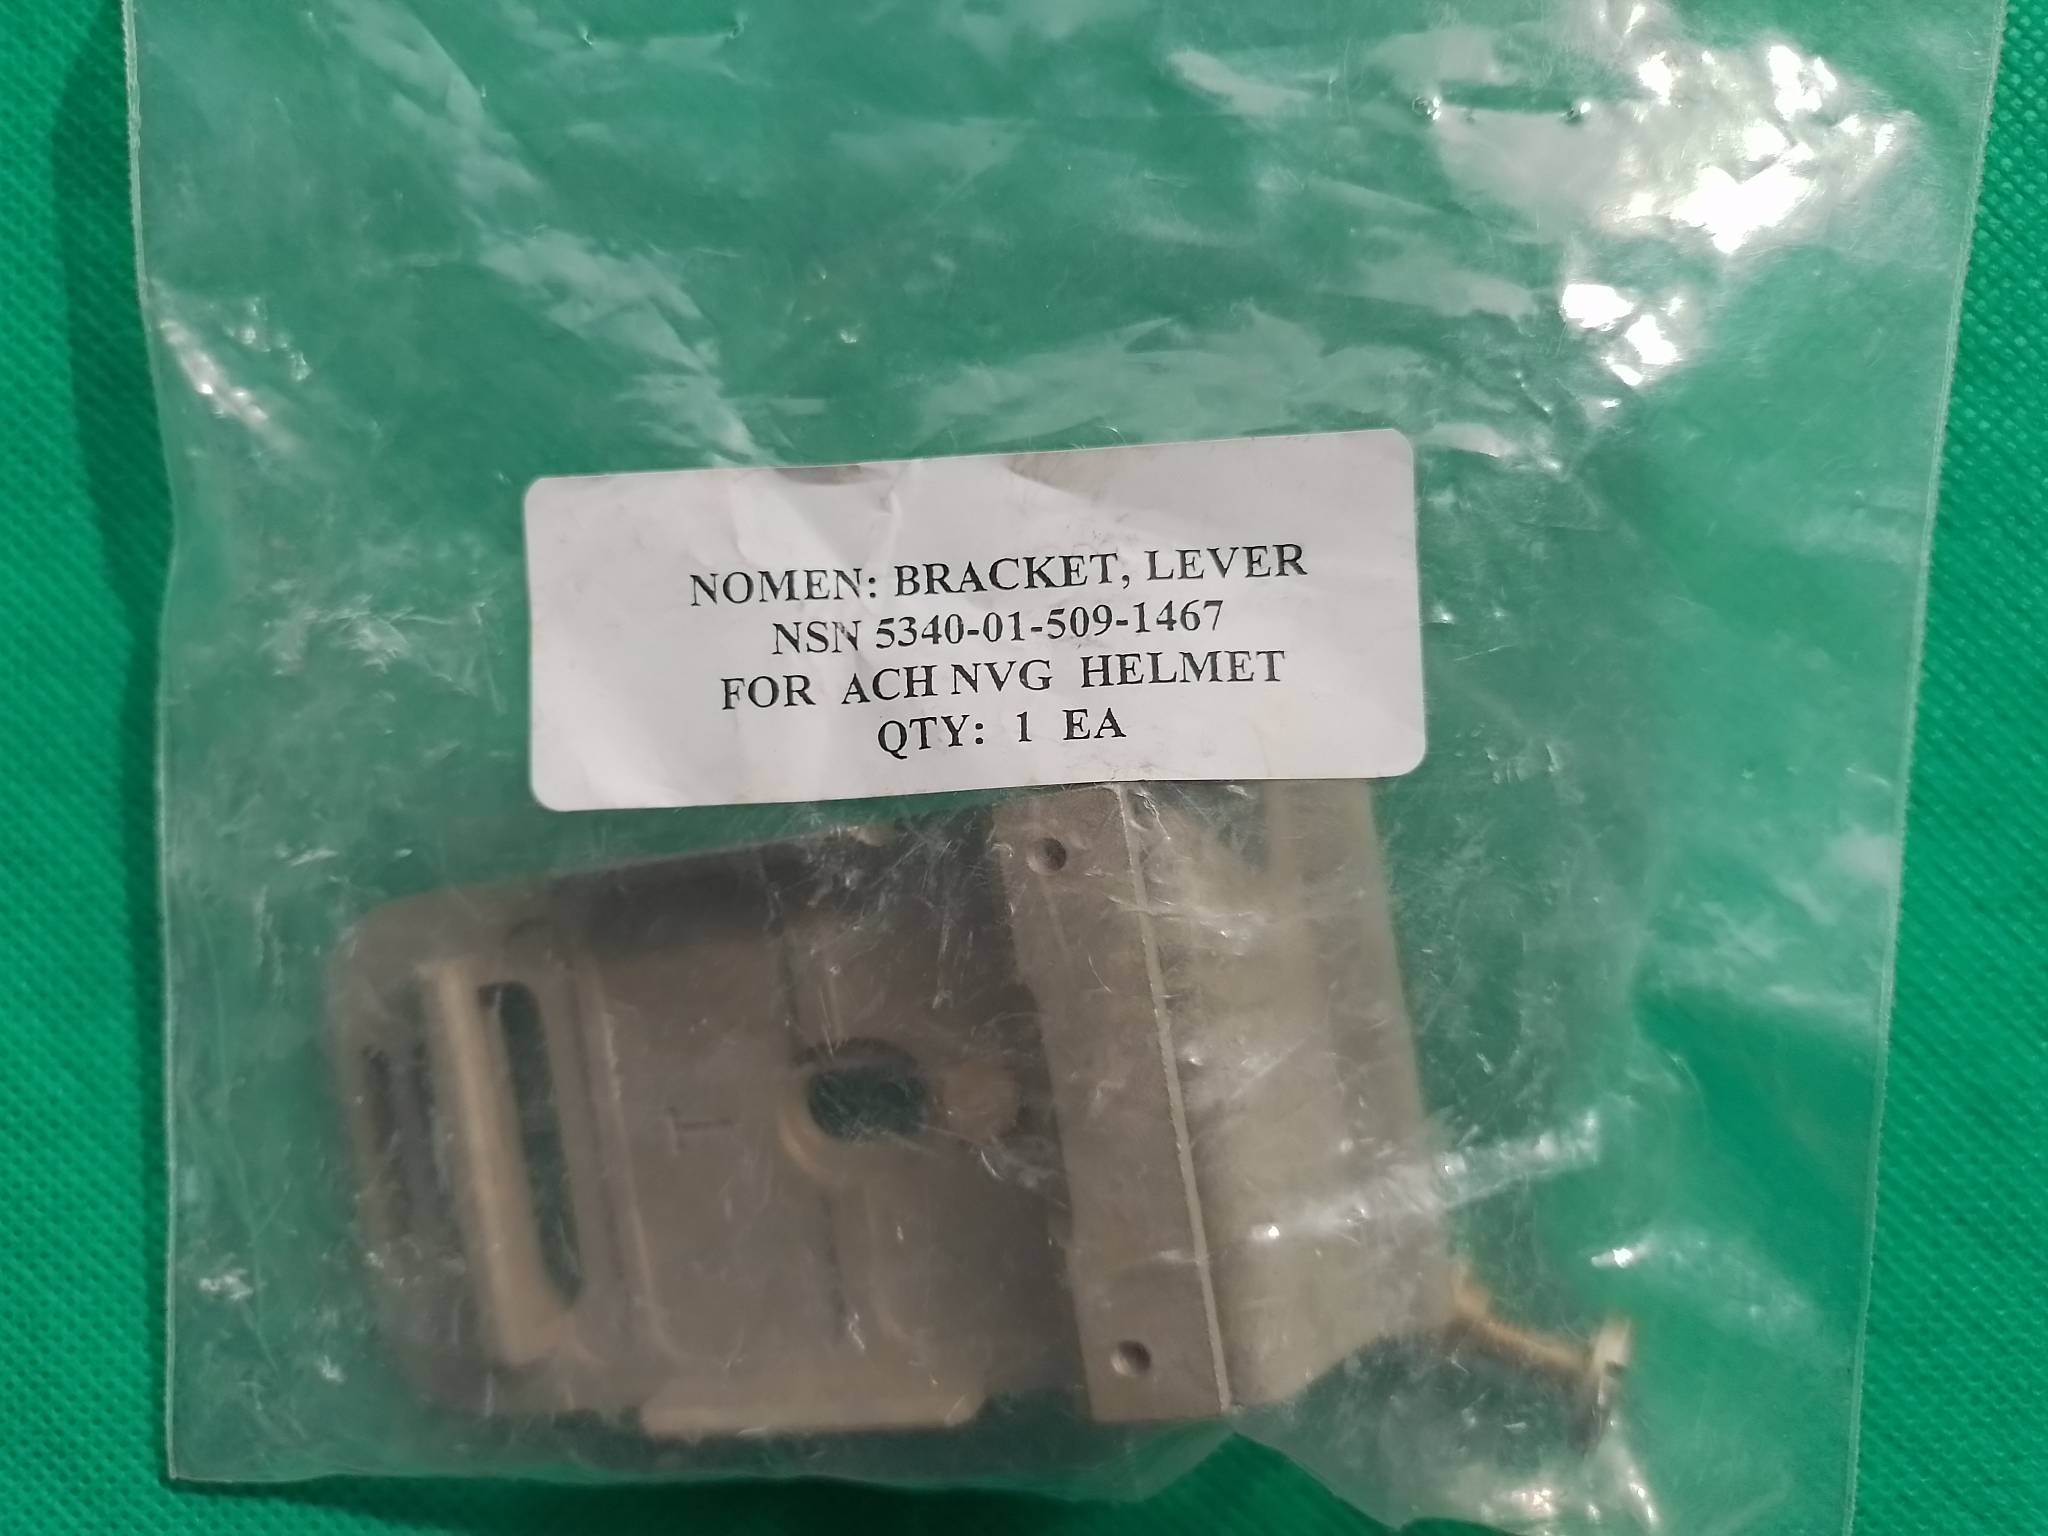 NOMEN: BRACKET, LEVER
NSN 5340-01-509-1467
FOR ACH NVG HELMET
QTY: 1 EA